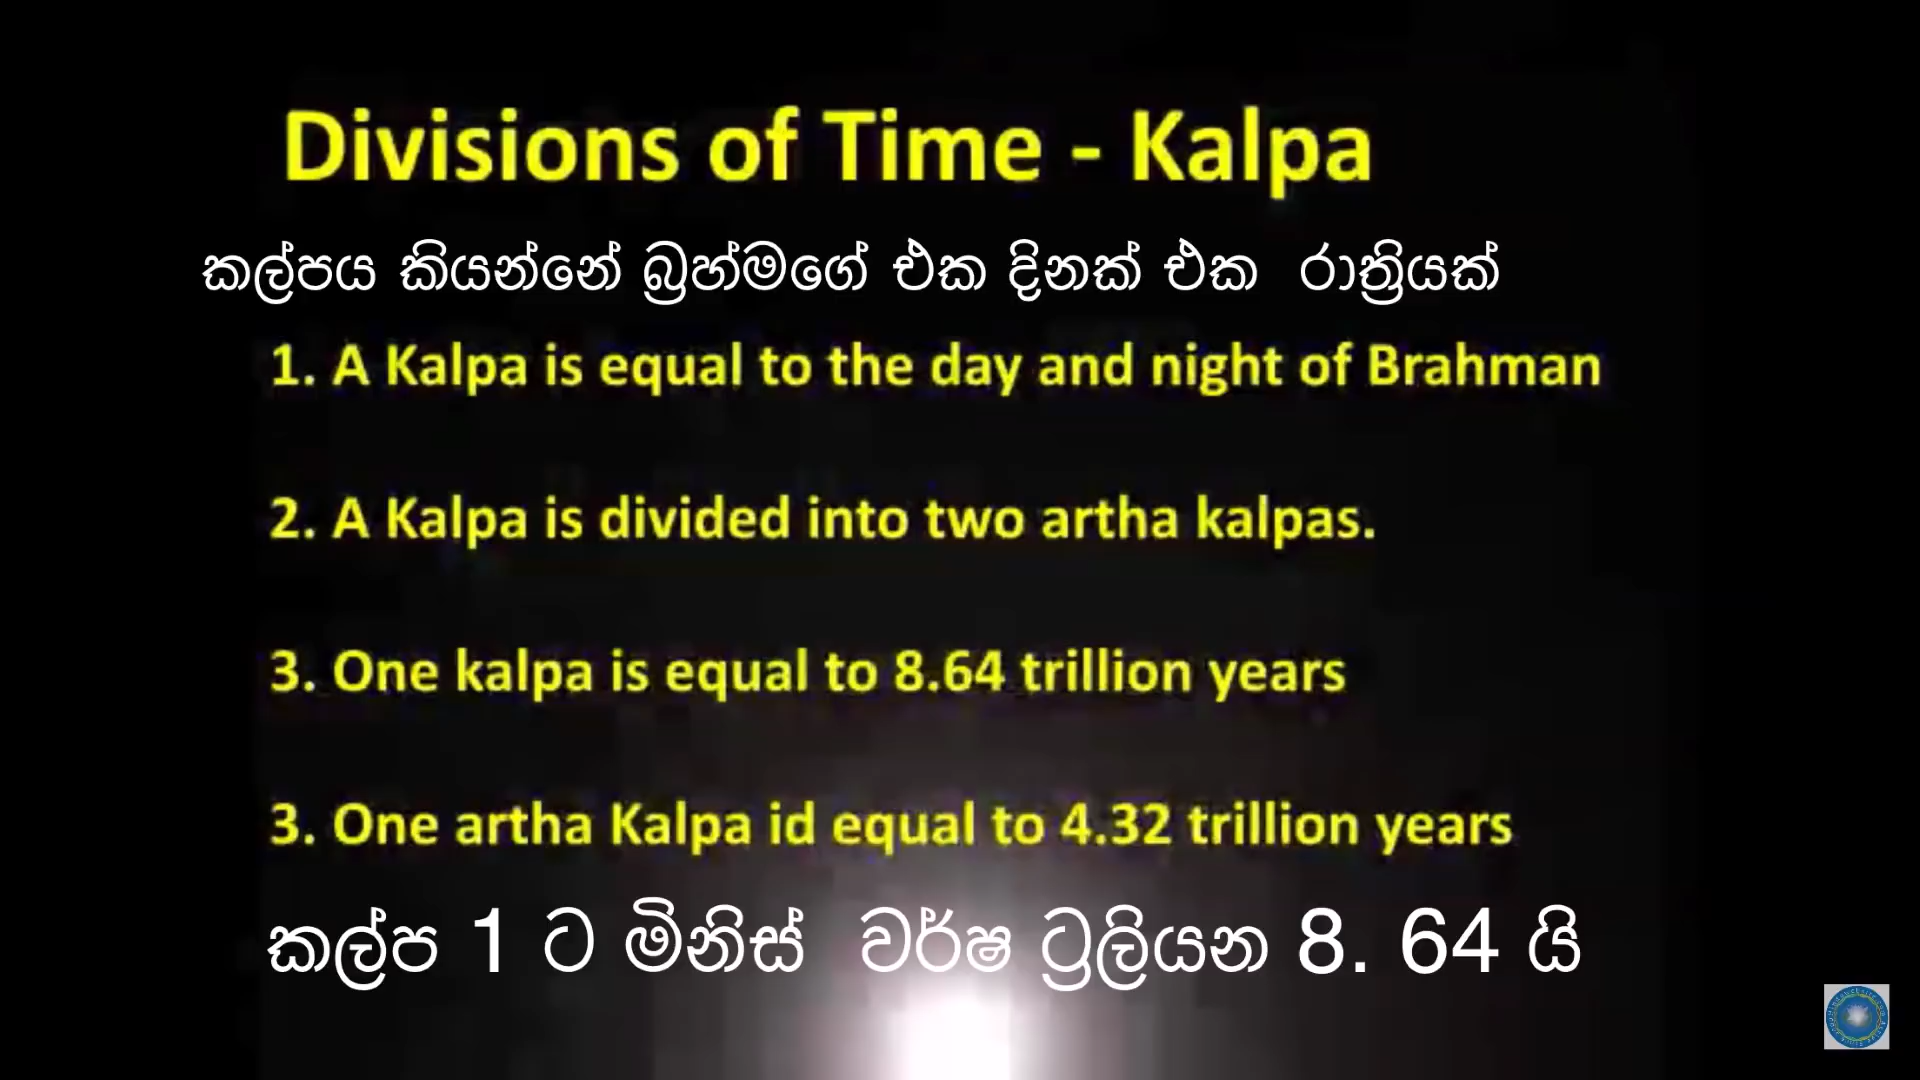 Divisions of Time - Kalpa
කල්පය කියන්නේ බ්‍රහ්මගේ එක දිනක් එක රාත්‍රියක්
1. A Kalpa is equal to the day and night of Brahman
2. A Kalpa is divided into two artha kalpas.
3. One kalpa is equal to 8.64 trillion years
3. One artha Kalpa id equal to 4.32 trillion years
කල්ප 1 ට මිනිස් වර්ෂ ට්‍රලියන 8. 64 යි